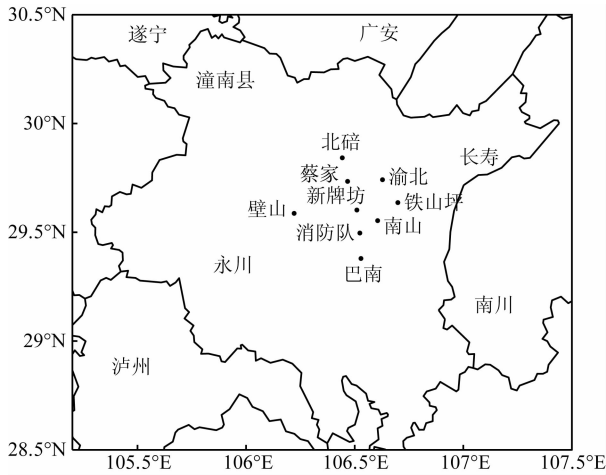 30.5°N
遂宁
广安
潼南县
30°N
北碚
长寿
蔡家
渝北
新牌坊
铁山坪
壁山
29.5°N
消防队
南山
永川
巴南
南川
29°N
泸州
28.5°N
105.5°E
106°E
106.5°E
107°E
107.5°E